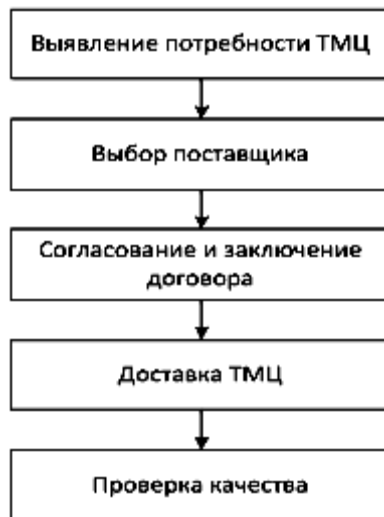 Выявление потребности ТМЦ
Выбор поставщика
Согласование и заключение
договора
Доставка ТМЦ
Проверка качества